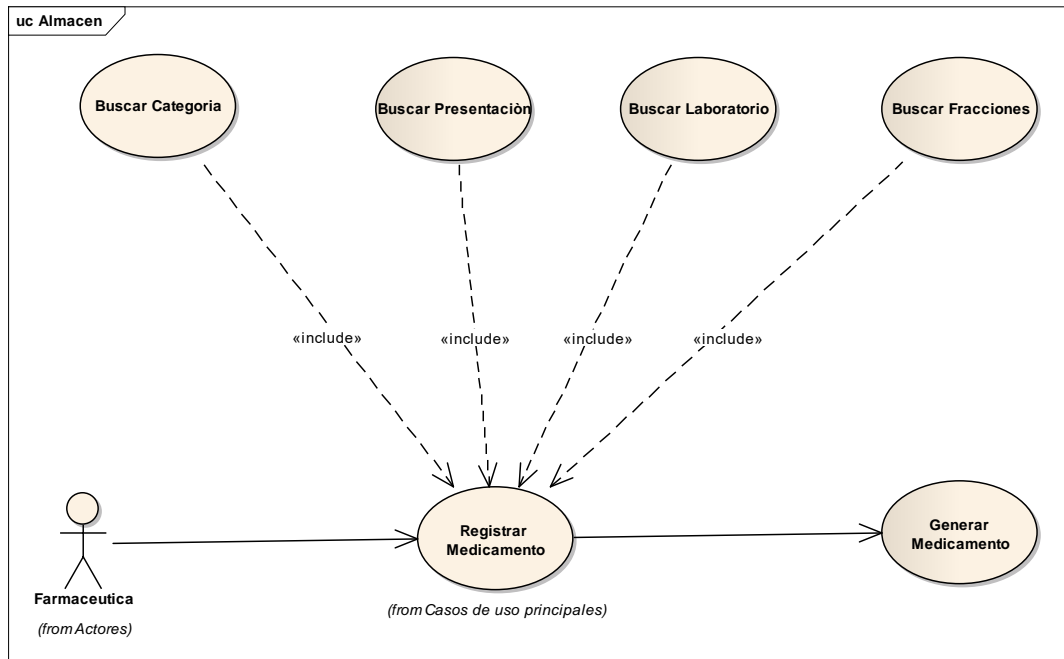 uc Almacen
Buscar Categoria
Buscar Presentaciòn
Buscar Laboratorio
Buscar Fracciones
«include»
«include»
«include»
«include»
Registrar
Medicamento
(from Casos de uso principales)
Generar
Medicamento
Farmaceutica
(from Actores)